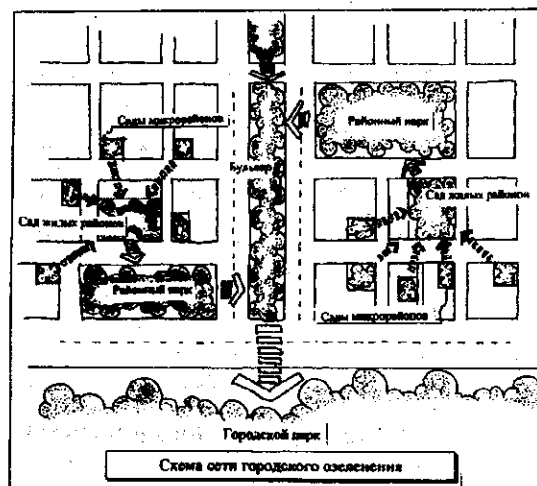 Сады микрорайонов
Районный парк
Бульвар
Сад жилых районов
Сад жилых районов
Районный парк
Сады микрорайонов
Городской парк
Схема сети городского озеленения